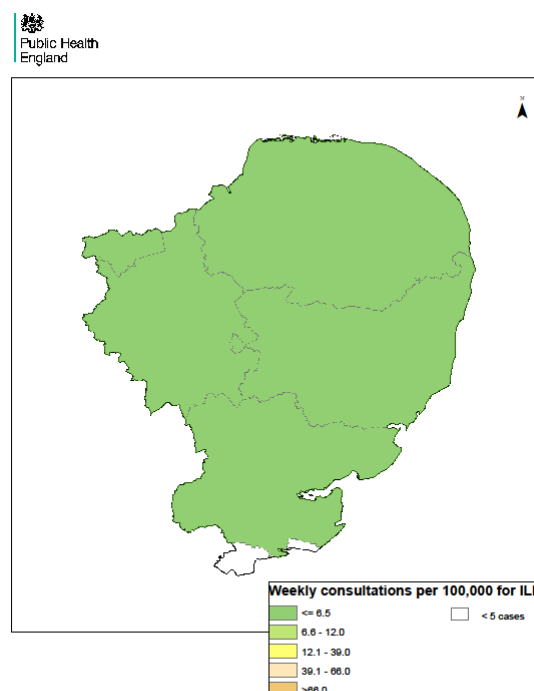 Public Health
England
N
Weekly consultations per 100,000 for ILI
<= 6.5
< 5 cases
6.6 - 12.0
12.1 - 39.0
39.1 - 66.0
>66.0